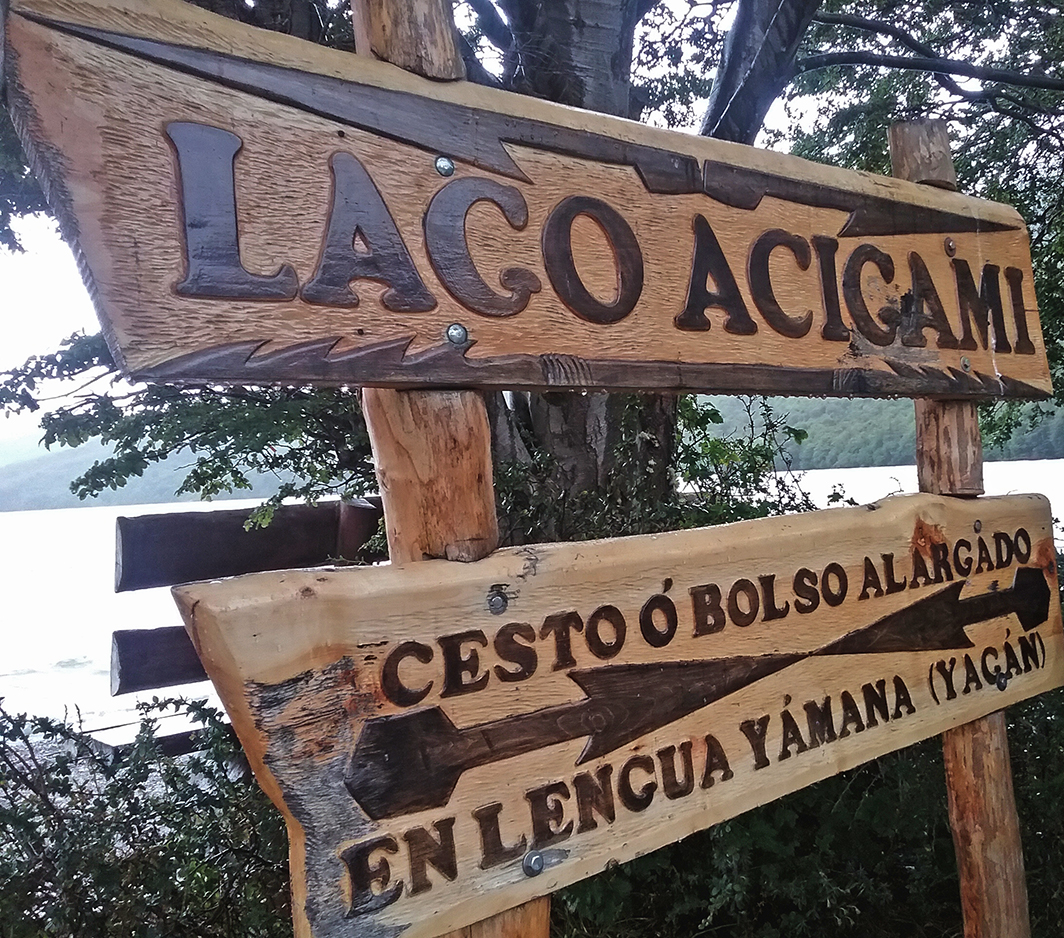 LAGO ACIGAMI
CESTO Ó BOLSO ALARGADO
EN LENGUA YÁMANA (YAGÁN)